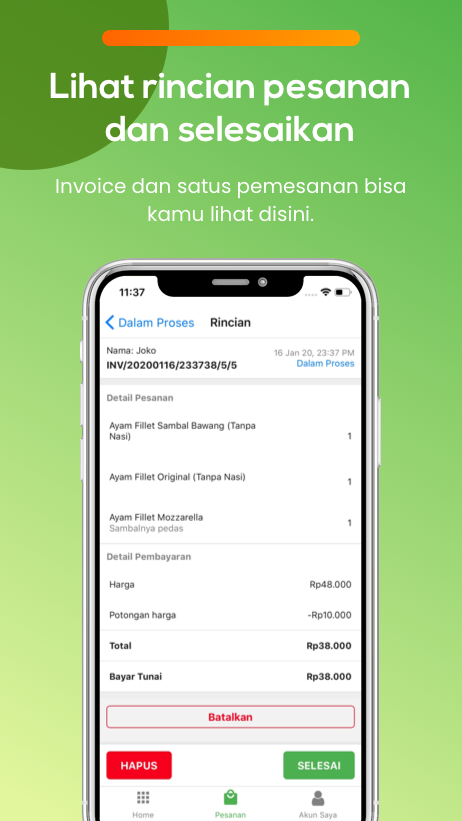 Lihat rincian pesanan
dan selesaikan
Invoice dan satus pemesanan bisa
kamu lihat disini.
11:37
Dalam Proses Rincian
Nama: Joko 16 Jan 20, 23:37 PM
INV/20200116/233738/5/5 Dalam Proses
Detail Pesanan
Ayam Fillet Sambal Bawang (Tanpa
Nasi) 1
Ayam Fillet Original (Tanpa Nasi) 1
Ayam Fillet Mozzarella 1
Sambalnya pedas
Detail Pembayaran
Harga Rp48.000
Potongan harga -Rp10.000
Total Rp38.000
Bayar Tunai Rp38.000
Batalkan
HAPUS SELESAI
Home Pesanan Akun Saya